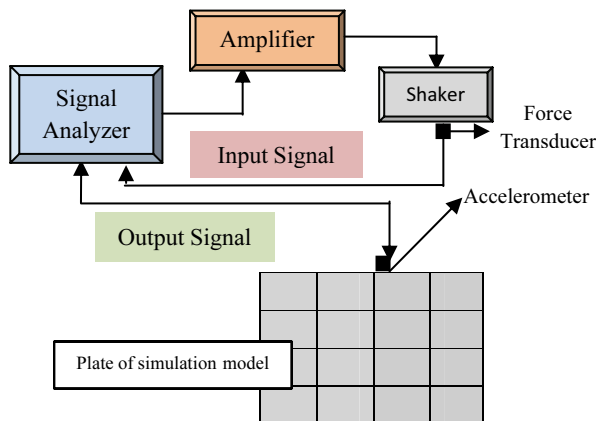 Amplifier
Signal
Analyzer
Shaker
Force
Transducer
Input Signal
Accelerometer
Output Signal
Plate of simulation model